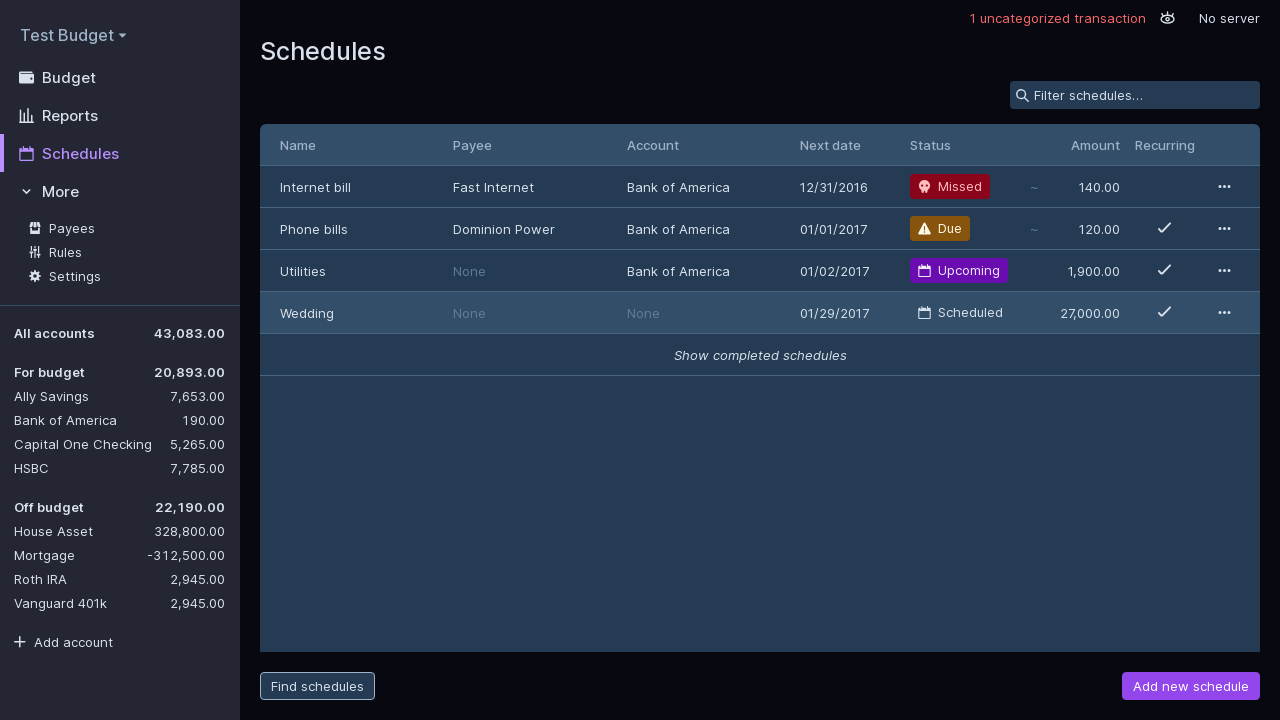 1 uncategorized transaction No server
Test Budget
Schedules
Budget
Reports
Schedules
More
Payees
Rules
Settings
All accounts 43,083.00
For budget 20,893.00
Ally Savings 7,653.00
Bank of America 190.00
Capital One Checking 5,265.00
HSBC 7,785.00
Off budget 22,190.00
House Asset 328,800.00
Mortgage -312,500.00
Roth IRA 2,945.00
Vanguard 401k 2,945.00
Add account
Filter schedules…
Name Payee Account Next date Status Amount Recurring
Internet bill Fast Internet Bank of America 12/31/2016 Missed ~ 140.00
Phone bills Dominion Power Bank of America 01/01/2017 Due ~ 120.00
Utilities None Bank of America 01/02/2017 Upcoming 1,900.00
Wedding None None 01/29/2017 Scheduled 27,000.00
Show completed schedules
Find schedules Add new schedule